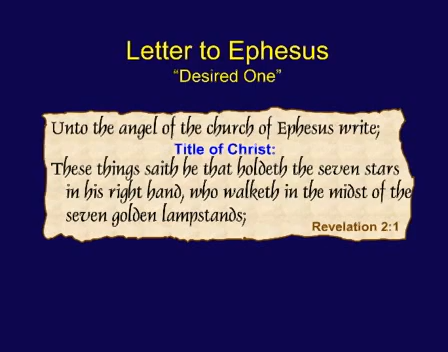 Letter to Ephesus
“Desired One”
Unto the angel of the church of Ephesus write;
Title of Christ:
These things saith he that holdeth the seven stars
in his right hand, who walketh in the midst of the
seven golden lampstands;
Revelation 2:1